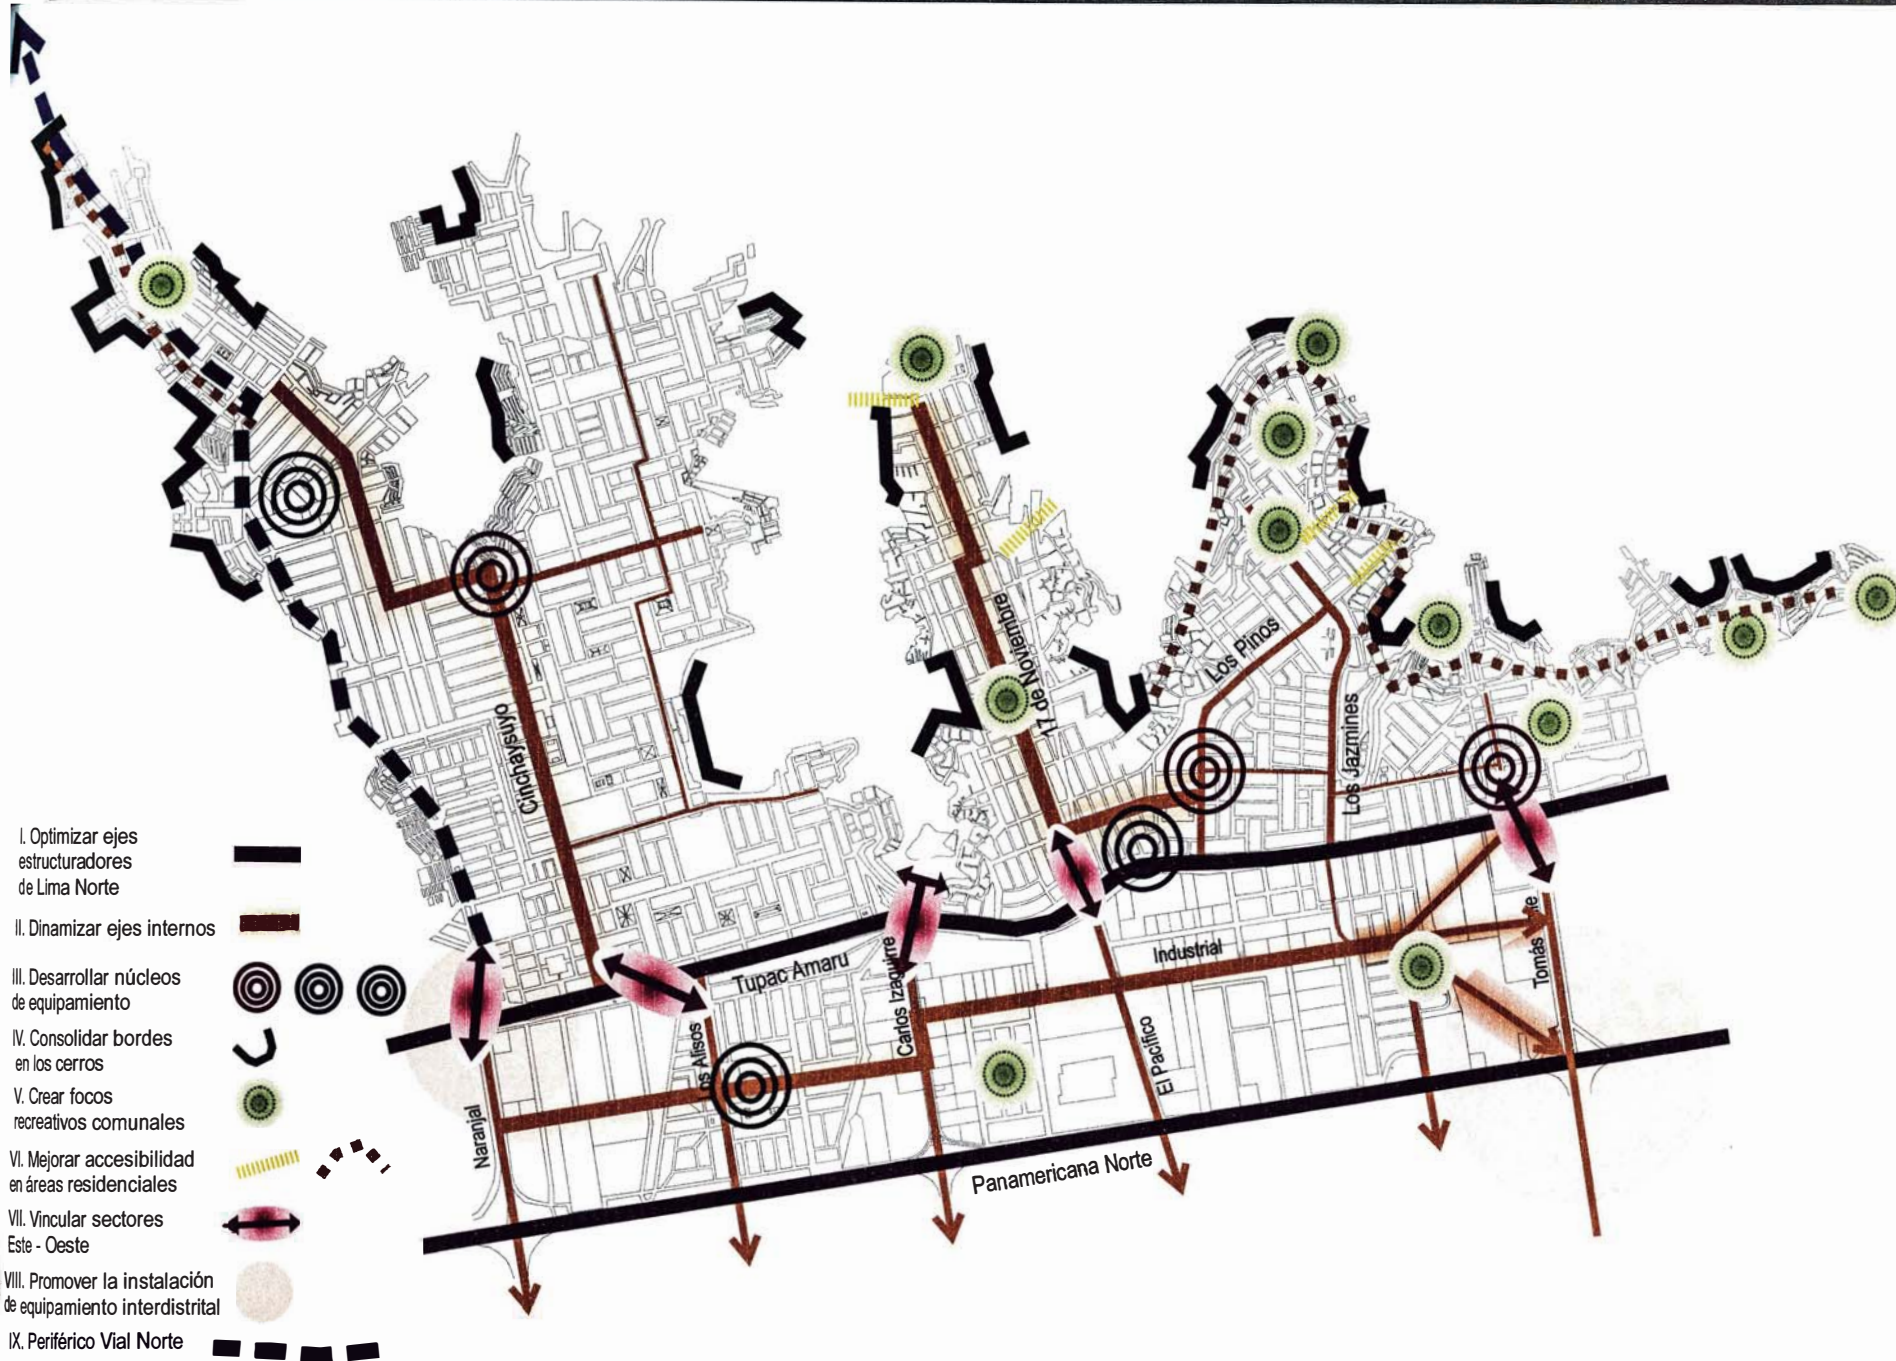 I. Optimizar ejes
estructuradores
de Lima Norte
II. Dinamizar ejes internos
III. Desarrollar núcleos
de equipamiento
IV. Consolidar bordes
en los cerros
V. Crear focos
recreativos comunales
VI. Mejorar accesibilidad
en áreas residenciales
VII. Vincular sectores
Este - Oeste
VIII. Promover la instalación
de equipamiento interdistrital
IX. Periférico Vial Norte
Cinchaysuyo
17 de Noviembre
Los Pinos
Los Jazmines
Tupac Amaru
Carlos Izaguirre
Industrial
Tomás
Alisos
El Pacífico
Naranjal
Panamericana Norte